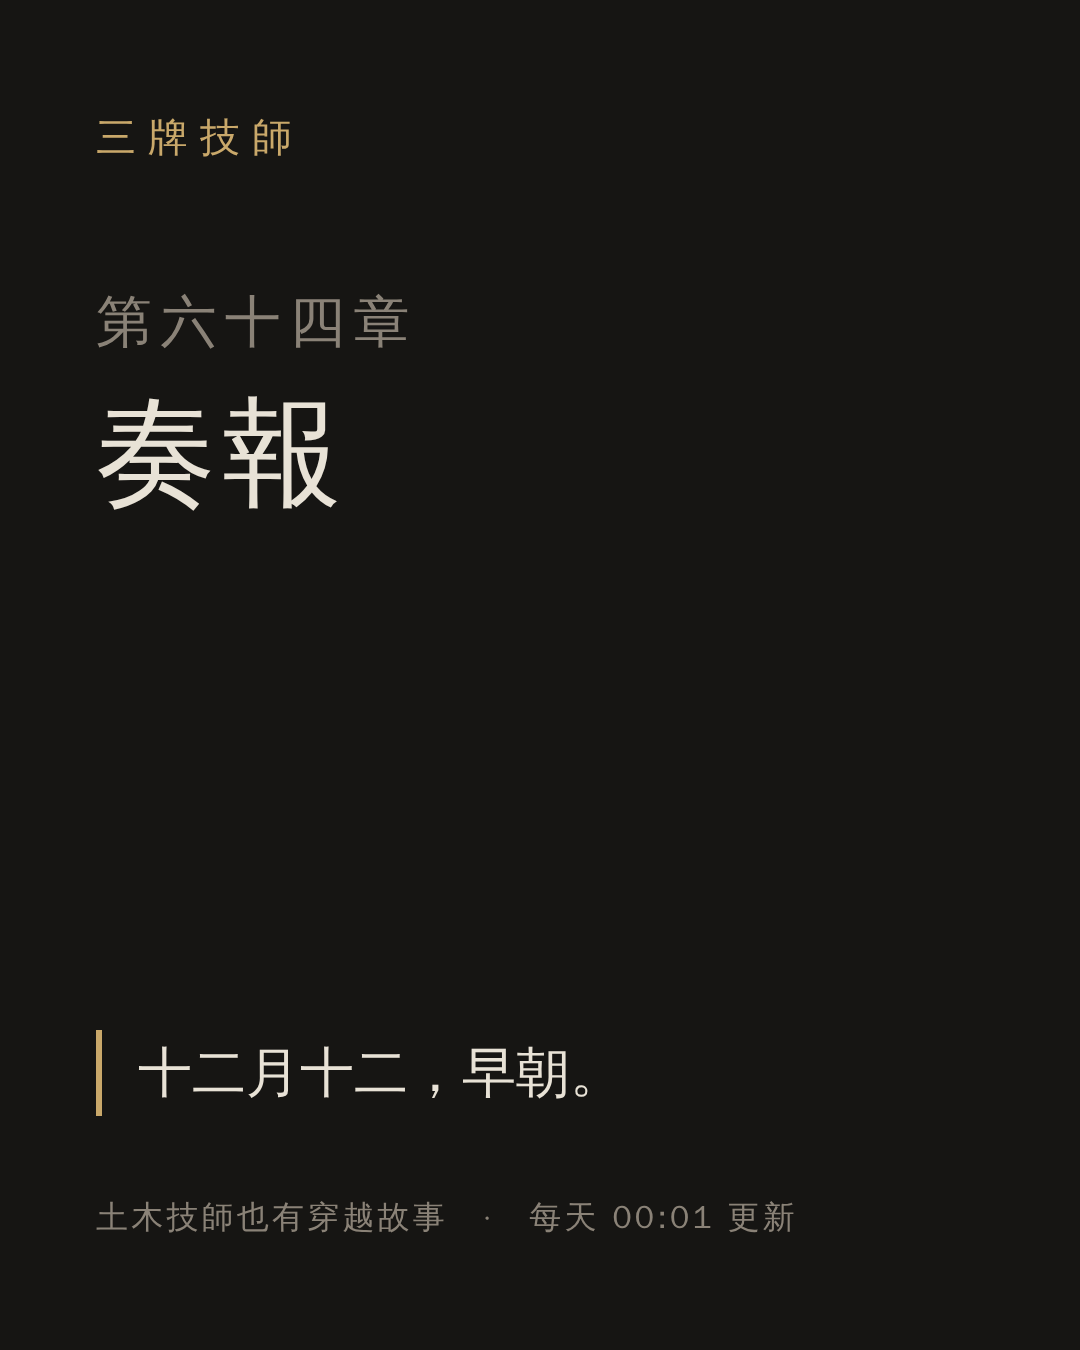 三牌技師
第六十四章
奏報
十二月十二，早朝。
土木技師也有穿越故事 · 每天 00:01 更新